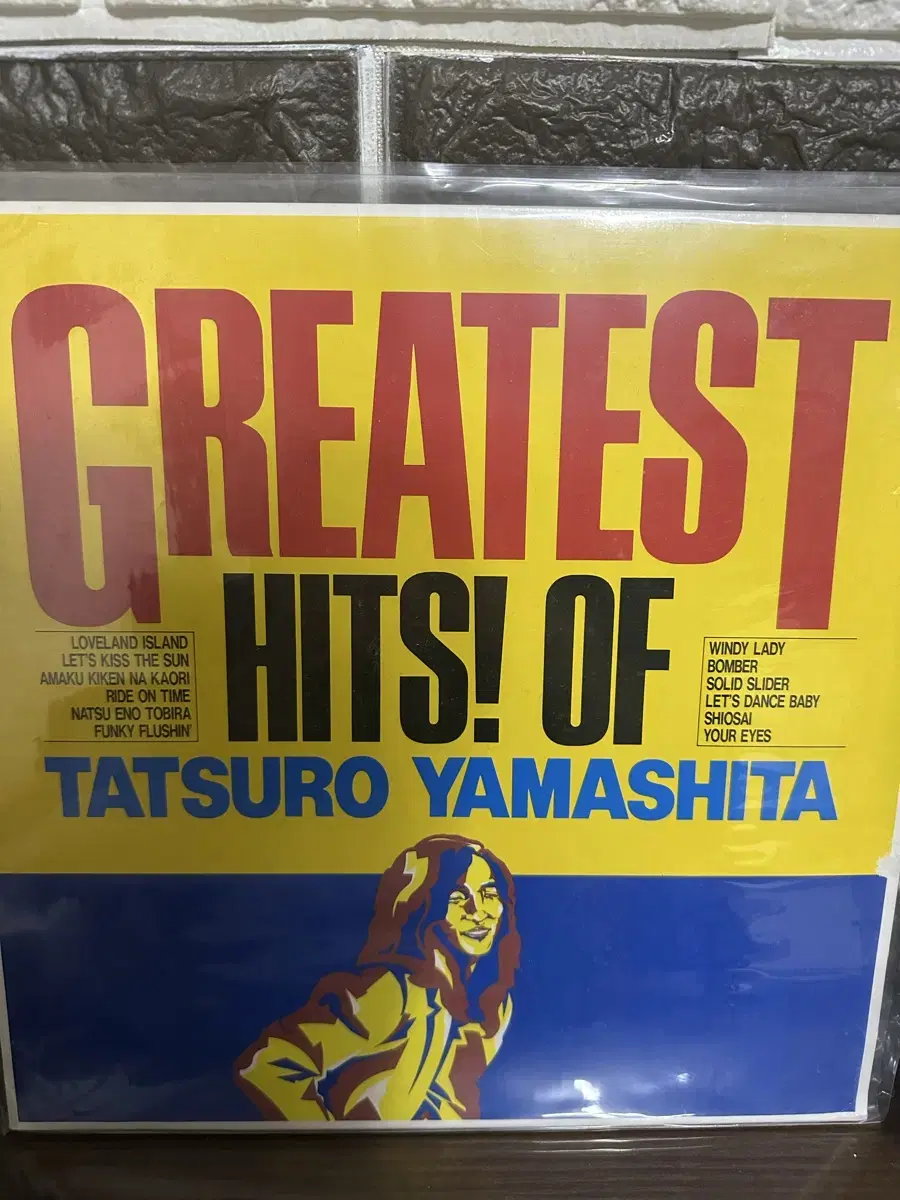 GREATEST
HITS! OF
LOVELAND ISLAND
LET'S KISS THE SUN
AMAKU KIKEN NA KAORI
RIDE ON TIME
NATSU ENO TOBIRA
FUNKY FLUSHIN'
WINDY LADY
BOMBER
SOLID SLIDER
LET'S DANCE BABY
SHIOSAI
YOUR EYES
TATSURO YAMASHITA